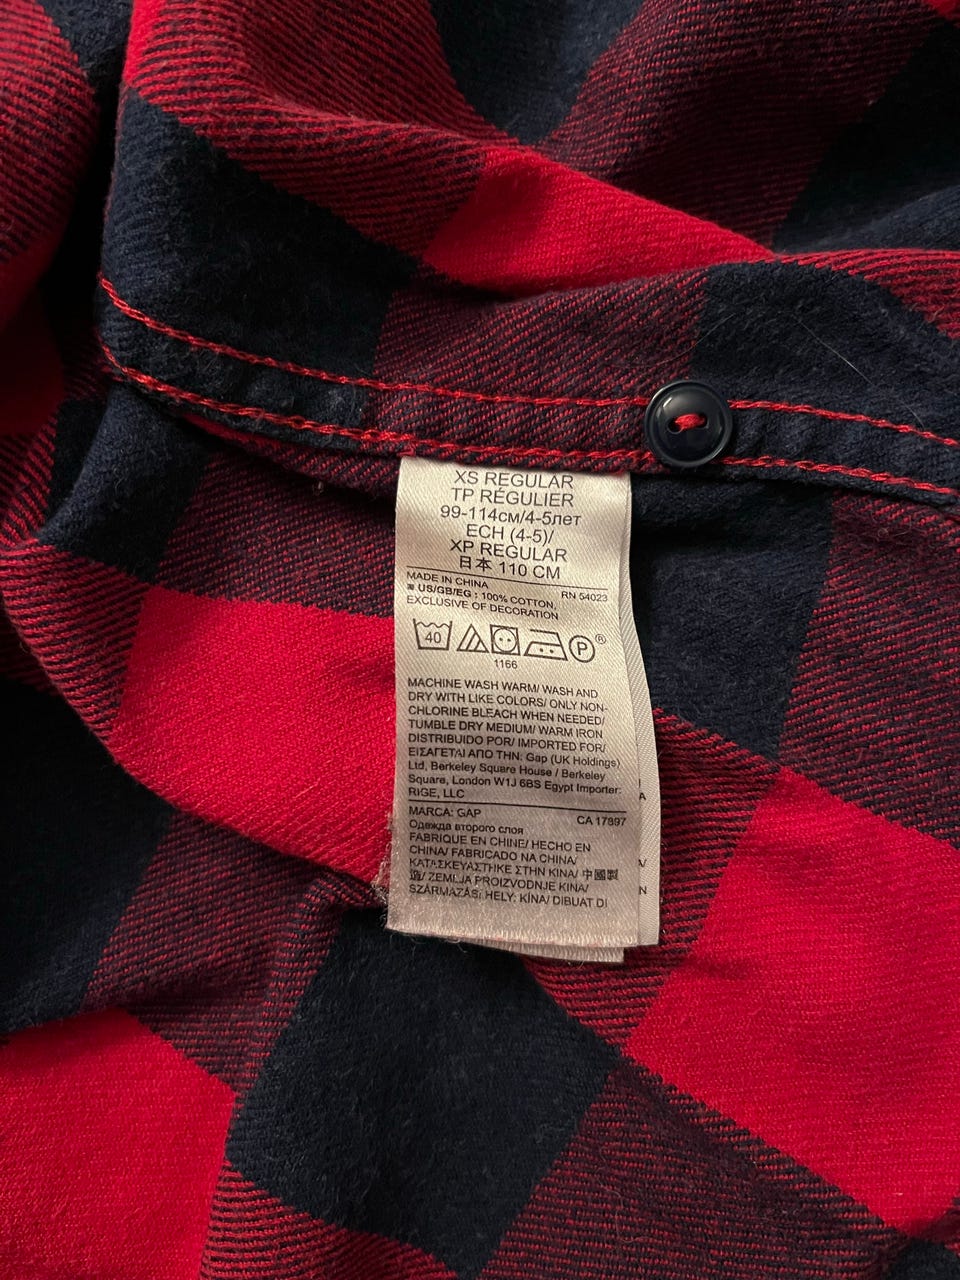 XS REGULAR
TP RÉGULIER
99-114см/4-5лет
ECH (4-5)/
XP REGULAR
日本 110 CM
MADE IN CHINA
RN 54023
US/GB/EG : 100% COTTON,
EXCLUSIVE OF DECORATION
40
P ®
1166
MACHINE WASH WARM/ WASH AND
DRY WITH LIKE COLORS/ ONLY NON-
CHLORINE BLEACH WHEN NEEDED/
TUMBLE DRY MEDIUM/ WARM IRON
DISTRIBUIDO POR/ IMPORTED FOR/
ΕΙΣΑΓΕΤΑΙ ΑΠΟ ΤΗΝ: Gap (UK Holdings)
Ltd, Berkeley Square House / Berkeley
Square, London W1J 6BS Egypt Importer:
RIGE, LLC
MARCA: GAP
CA 17897
Одежда второго слоя
FABRIQUE EN CHINE/ HECHO EN
CHINA/ FABRICADO NA CHINA/
ΚΑΤΑΣΚΕΥΑΣΤΗΚΕ ΣΤΗΝ ΚΙΝΑ/ 中國製
造/ ZEMLJA PROIZVODNJE KINA/
SZÁRMAZÁSI HELY: KÍNA/ DIBUAT DI